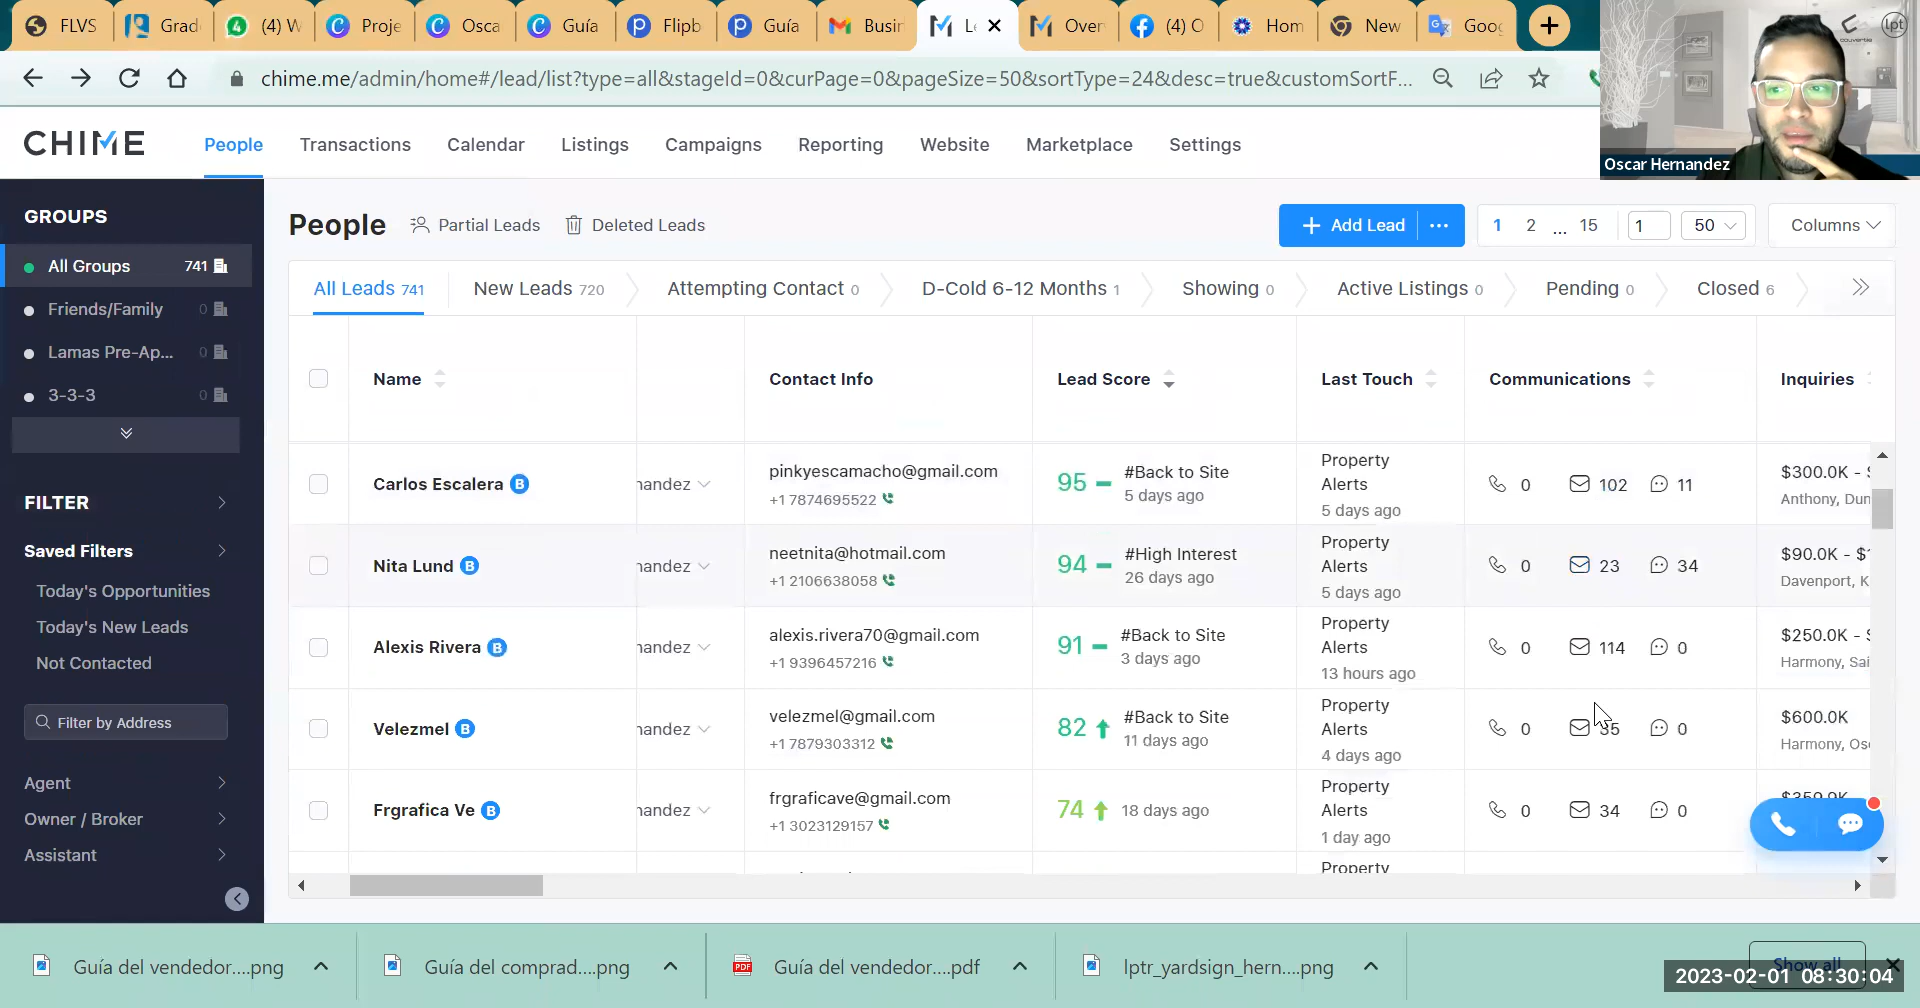 FLVS
Grad
(4) W
Proje
Osca
Guía
Flipb
Guía
Busir
Le
Over
(4) O
Hom
New
Goog
chime.me/admin/home#/lead/list?type=all&stageId=0&curPage=0&pageSize=50&sortType=24&desc=true&customSortF...
Oscar Hernandez
CHIME
People
Transactions
Calendar
Listings
Campaigns
Reporting
Website
Marketplace
Settings
GROUPS
All Groups 741
Friends/Family 0
Lamas Pre-Ap... 0
3-3-3 0
FILTER
Saved Filters
Today's Opportunities
Today's New Leads
Not Contacted
Filter by Address
Agent
Owner / Broker
Assistant
People
Partial Leads
Deleted Leads
Add Lead ...
1 2 ... 15 1 50
Columns
All Leads 741
New Leads 720
Attempting Contact 0
D-Cold 6-12 Months 1
Showing 0
Active Listings 0
Pending 0
Closed 6
Name
Contact Info
Lead Score
Last Touch
Communications
Inquiries
Carlos Escalera B
nandez
pinkyescamacho@gmail.com
+1 7874695522
95 #Back to Site
5 days ago
Property
Alerts
5 days ago
0 102 11
$300.0K - $
Anthony, Dun
Nita Lund B
nandez
neetnita@hotmail.com
+1 2106638058
94 #High Interest
26 days ago
Property
Alerts
5 days ago
0 23 34
$90.0K - $1
Davenport, K
Alexis Rivera B
nandez
alexis.rivera70@gmail.com
+1 9396457216
91 #Back to Site
3 days ago
Property
Alerts
13 hours ago
0 114 0
$250.0K - $
Harmony, Sai
Velezmel B
nandez
velezmel@gmail.com
+1 7879303312
82 #Back to Site
11 days ago
Property
Alerts
4 days ago
0 35 0
$600.0K
Harmony, Osc
Frgrafica Ve B
nandez
frgraficave@gmail.com
+1 3023129157
74 18 days ago
Property
Alerts
1 day ago
0 34 0
Property
Guía del vendedor....png
Guía del comprad....png
Guía del vendedor....pdf
lptr_yardsign_hern....png
Show all
2023-02-01 08:30:04